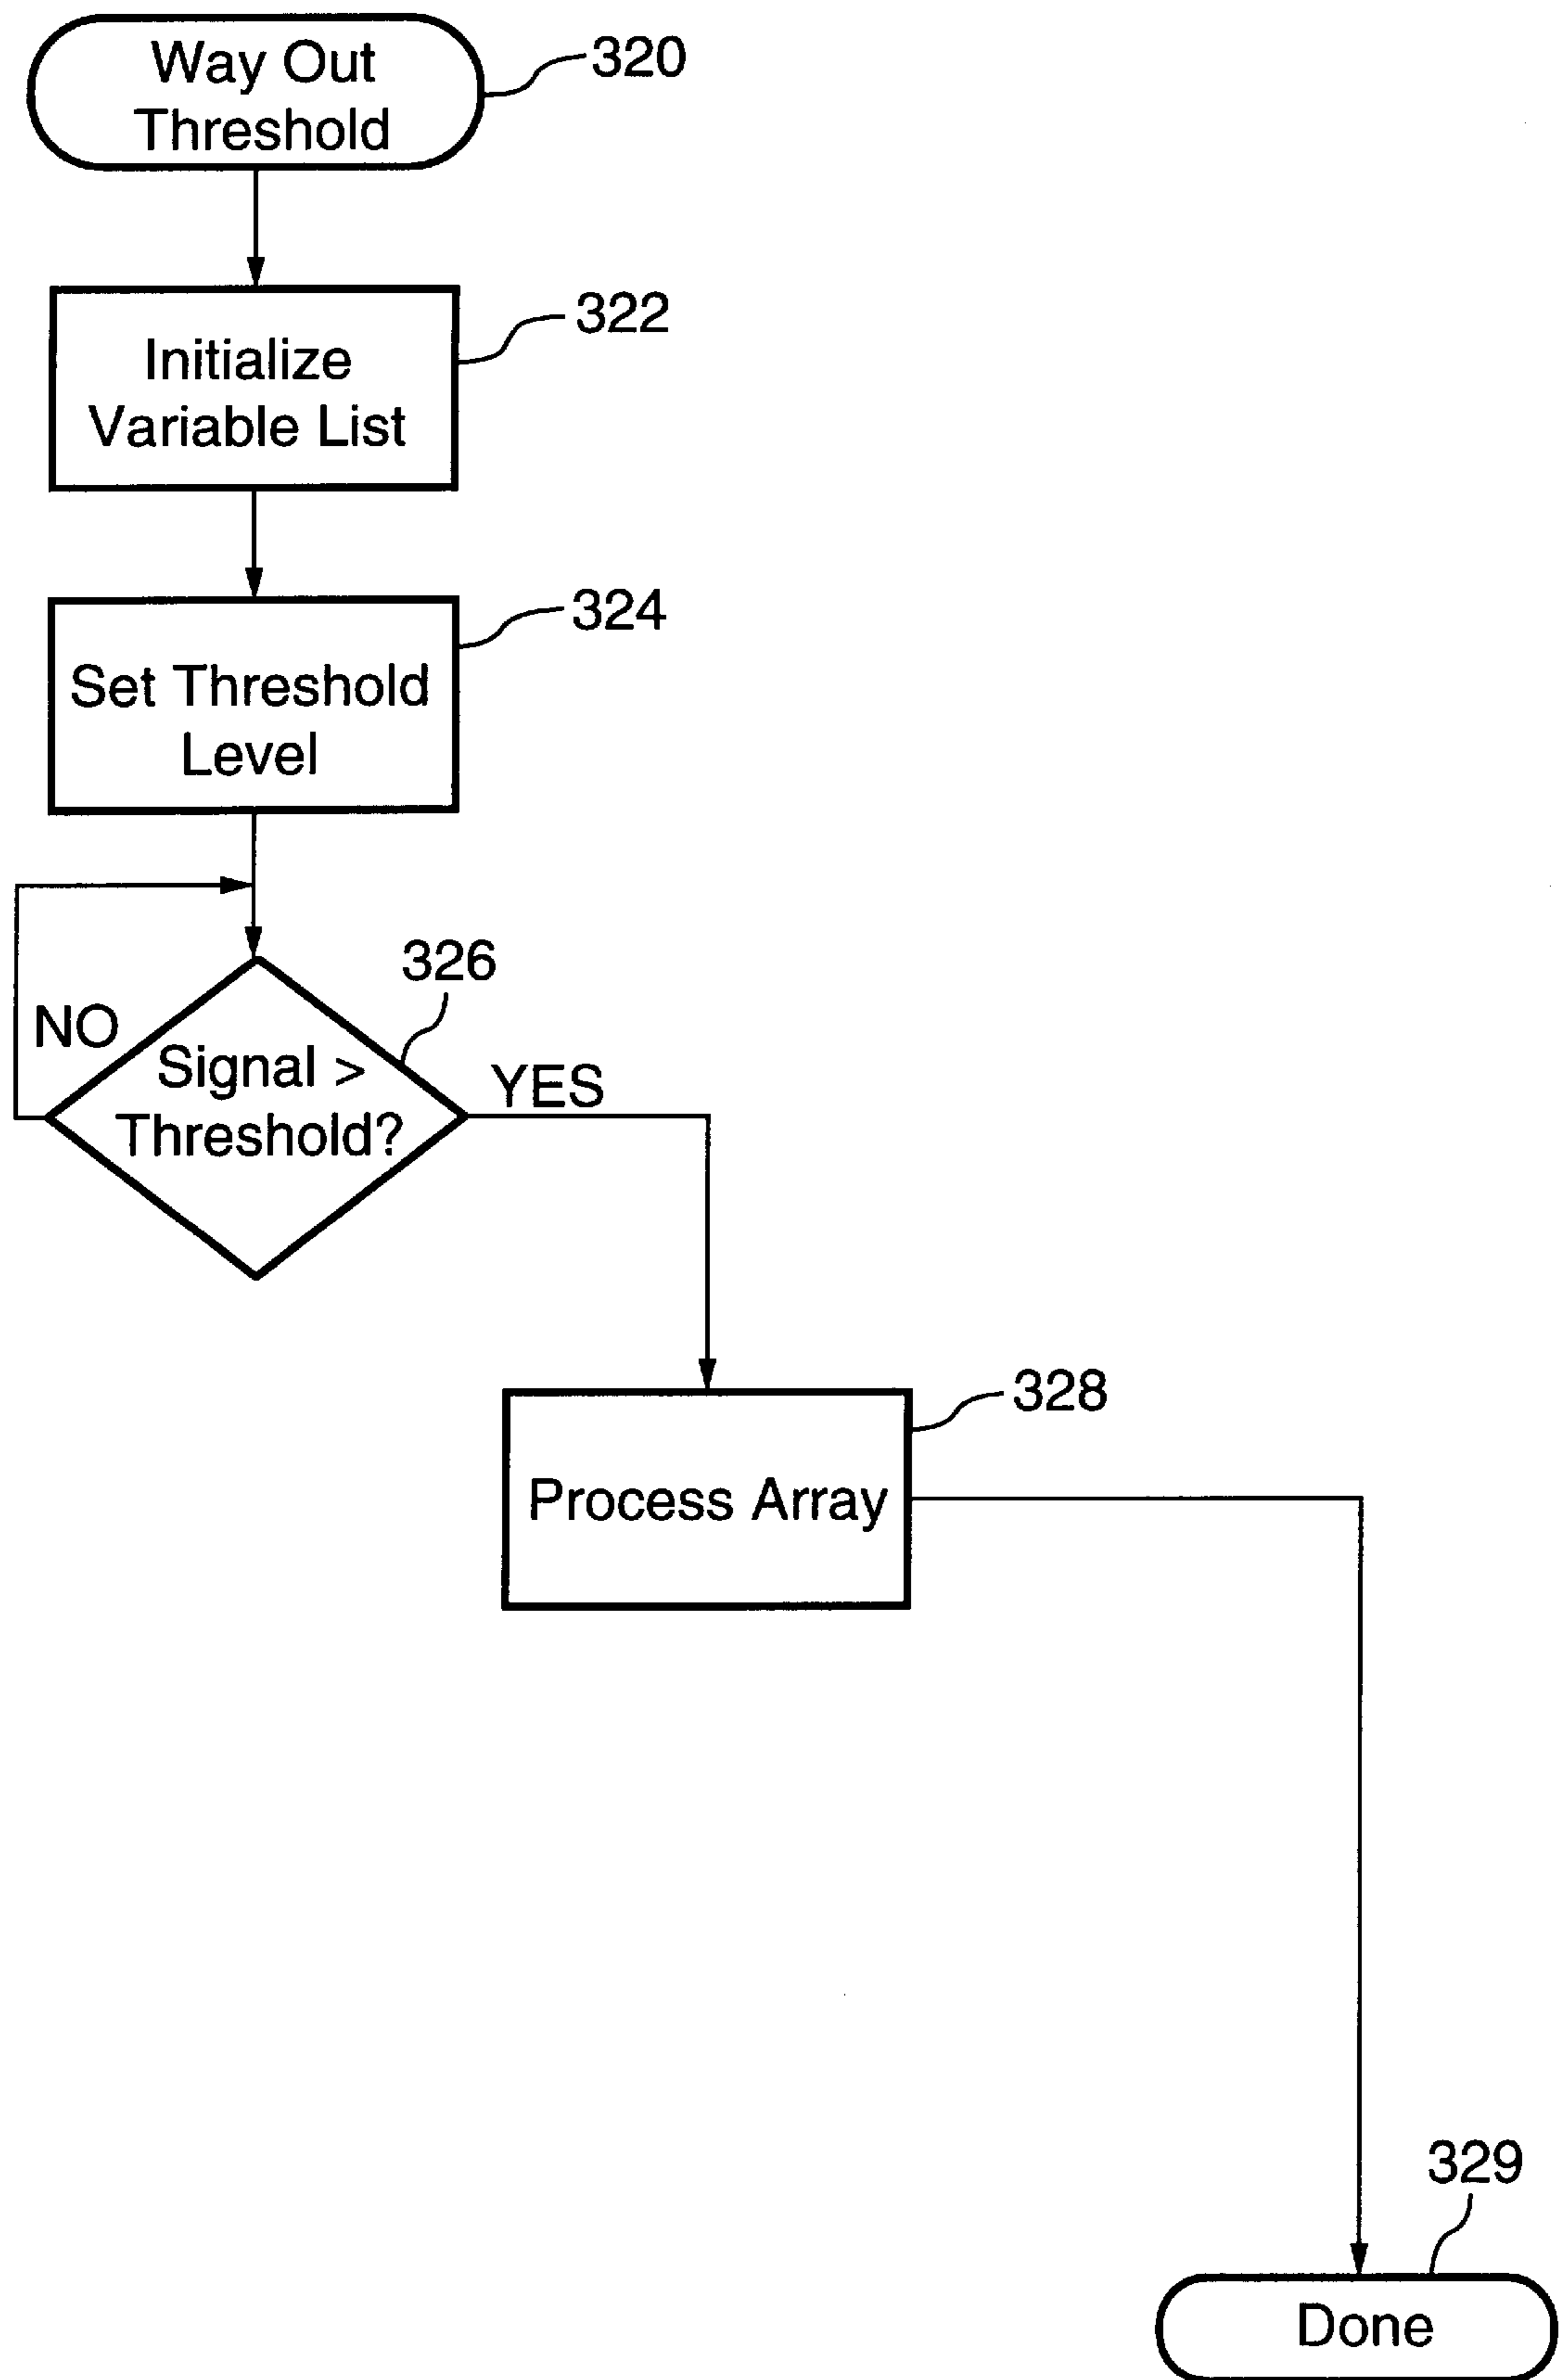 Way Out
Threshold
320
Initialize
Variable List
322
Set Threshold
Level
324
NO
Signal >
Threshold?
326
YES
Process Array
328
329
Done